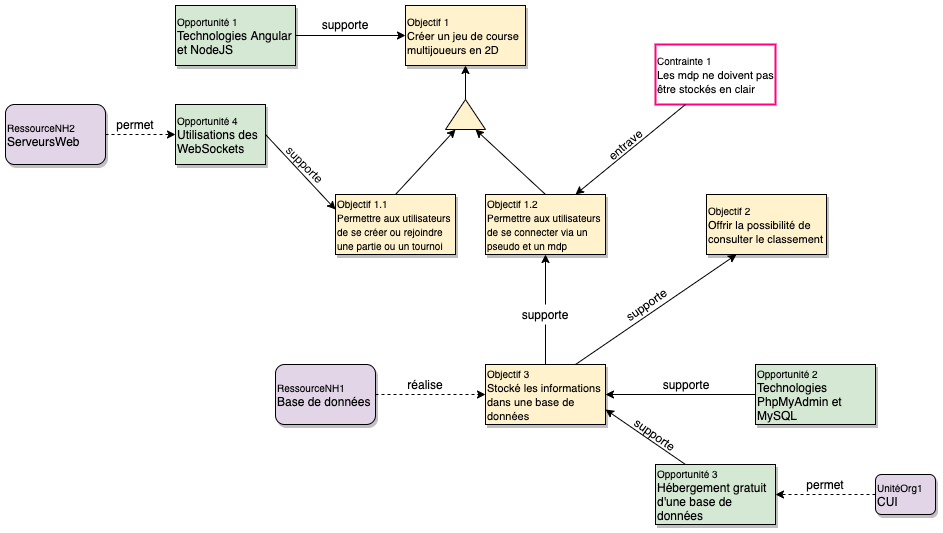 Opportunité 1
Technologies Angular
et NodeJS
supporte
Objectif 1
Créer un jeu de course
multijoueurs en 2D
Contrainte 1
Les mdp ne doivent pas
être stockés en clair
RessourceNH2
ServeursWeb
permet
Opportunité 4
Utilisations des
WebSockets
supporte
entrave
Objectif 1.1
Permettre aux utilisateurs
de se créer ou rejoindre
une partie ou un tournoi
Objectif 1.2
Permettre aux utilisateurs
de se connecter via un
pseudo et un mdp
Objectif 2
Offrir la possibilité de
consulter le classement
supporte
supporte
RessourceNH1
Base de données
réalise
Objectif 3
Stocké les informations
dans une base de
données
supporte
Opportunité 2
Technologies
PhpMyAdmin et
MySQL
supporte
Opportunité 3
Hébergement gratuit
d'une base de
données
permet
UnitéOrg1
CUI